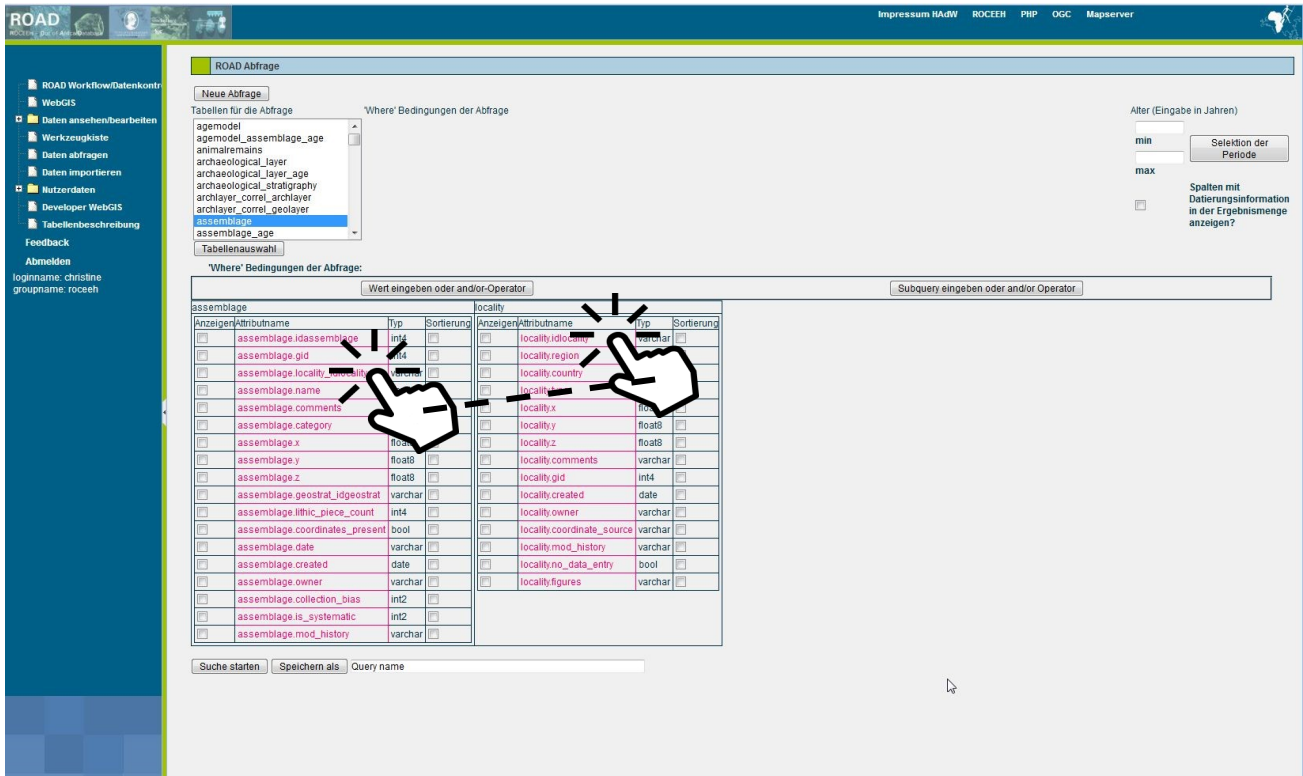 ROAD
Impressum HAdW ROCEEH PHP OGC Mapserver
ROAD Workflow/Datenkontr
WebGIS
Daten ansehen/bearbeiten
Werkzeugkiste
Daten abfragen
Daten importieren
Nutzerdaten
Developer WebGIS
Tabellenbeschreibung
Feedback
Abmelden
loginname: christine
groupname: roceeh
ROAD Abfrage
Neue Abfrage
Tabellen für die Abfrage 'Where' Bedingungen der Abfrage
agemodel
agemodel_assemblage_age
animalremains
archaeological_layer
archaeological_layer_age
archaeological_stratigraphy
archlayer_correl_archlayer
archlayer_correl_geolayer
assemblage
assemblage_age
Tabellenauswahl
Alter (Eingabe in Jahren)
min
max
Selektion der
Periode
Spalten mit
Datierungsinformation
in der Ergebnismenge
anzeigen?
'Where' Bedingungen der Abfrage:
Wert eingeben oder and/or-Operator
Subquery eingeben oder and/or Operator
assemblage
Anzeigen Attributname Typ Sortierung
assemblage.idassemblage int4
assemblage.gid int4
assemblage.locality_idlocality varchar
assemblage.name
assemblage.comments
assemblage.category
assemblage.x float8
assemblage.y float8
assemblage.z float8
assemblage.geostrat_idgeostrat varchar
assemblage.lithic_piece_count int4
assemblage.coordinates_present bool
assemblage.date varchar
assemblage.created date
assemblage.owner varchar
assemblage.collection_bias int2
assemblage.is_systematic int2
assemblage.mod_history varchar
locality
Anzeigen Attributname Typ Sortierung
locality.idlocality varchar
locality.region
locality.country
locality.x
locality.y float8
locality.z float8
locality.comments varchar
locality.gid int4
locality.created date
locality.owner varchar
locality.coordinate_source varchar
locality.mod_history varchar
locality.no_data_entry bool
locality.figures varchar
Suche starten Speichern als Query name